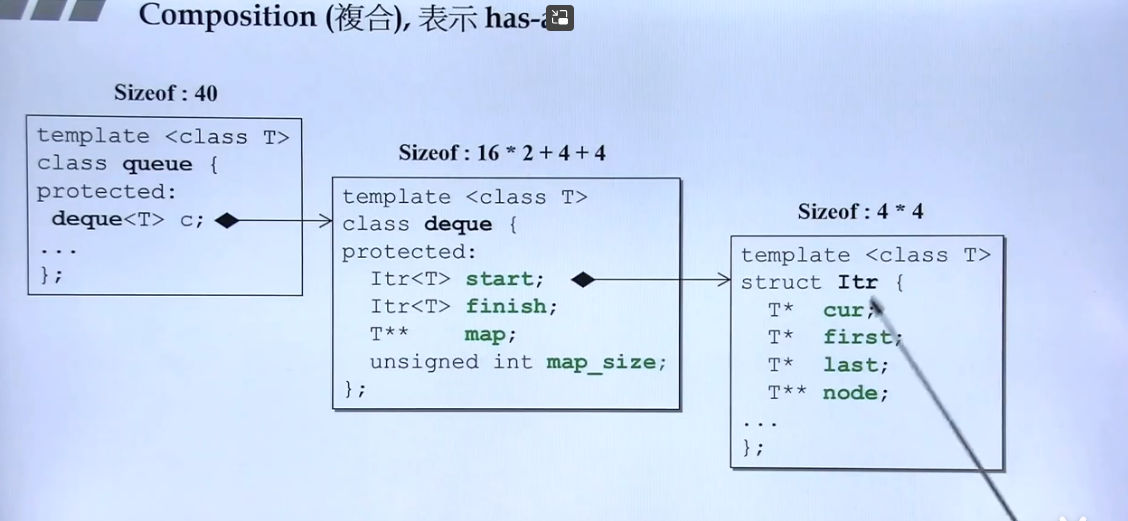 Composition (複合), 表示 has-a
Sizeof : 40
template <class T>
class queue {
protected:
deque<T> c;
...
};
Sizeof : 16 * 2 + 4 + 4
template <class T>
class deque {
protected:
Itr<T> start;
Itr<T> finish;
T** map;
unsigned int map_size;
};
Sizeof : 4 * 4
template <class T>
struct Itr {
T* cur;
T* first;
T* last;
T** node;
...
};